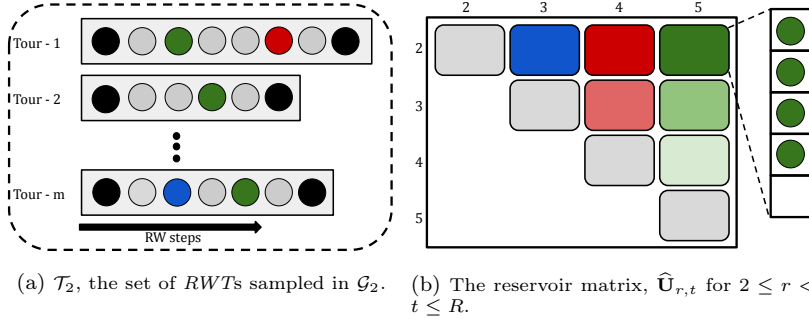 Tour - 1
Tour - 2
Tour - m
RW steps
2 3 4 5
2
3
4
5
(a) 𝒯₂, the set of RWTs sampled in 𝒢₂.
(b) The reservoir matrix, Û_{r,t} for 2 ≤ r <
t ≤ R.